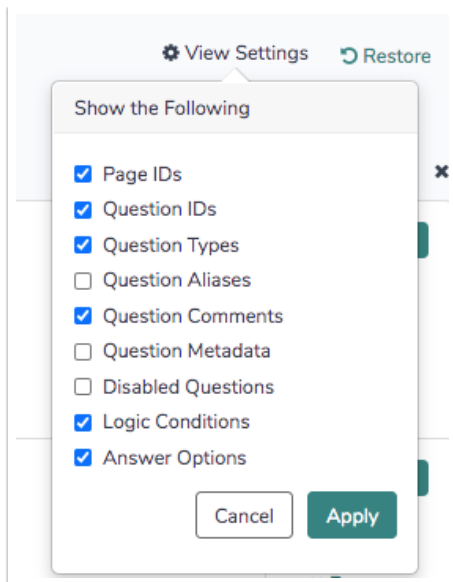 View Settings Restore
Show the Following
Page IDs
Question IDs
Question Types
Question Aliases
Question Comments
Question Metadata
Disabled Questions
Logic Conditions
Answer Options
Cancel Apply